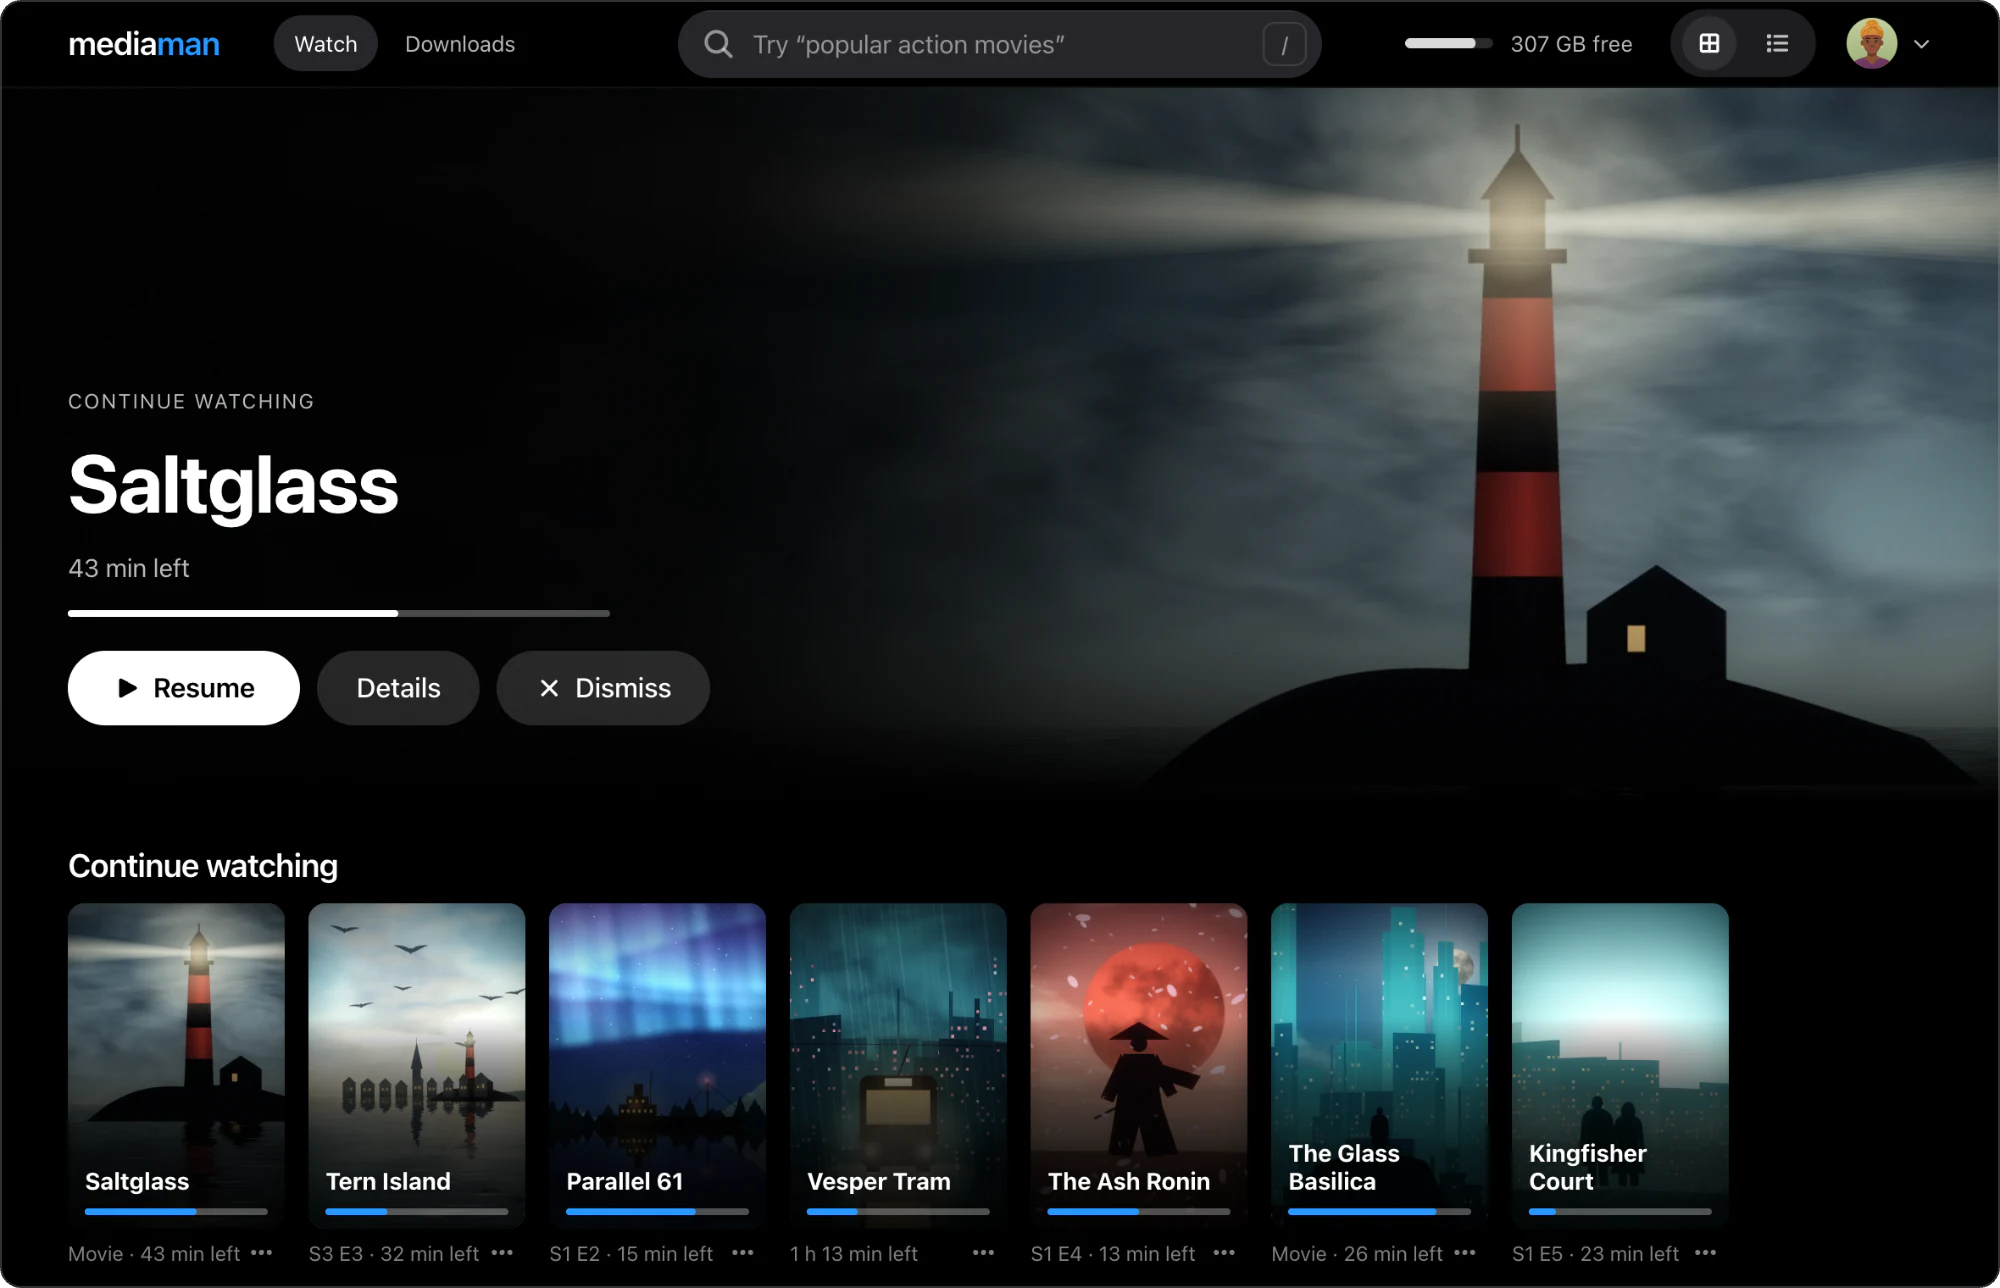 mediaman
Watch
Downloads
Try “popular action movies”
/
307 GB free
CONTINUE WATCHING
Saltglass
43 min left
Resume
Details
Dismiss
Continue watching
Saltglass
Movie · 43 min left
Tern Island
S3 E3 · 32 min left
Parallel 61
S1 E2 · 15 min left
Vesper Tram
1 h 13 min left
The Ash Ronin
S1 E4 · 13 min left
The Glass
Basilica
Movie · 26 min left
Kingfisher
Court
S1 E5 · 23 min left